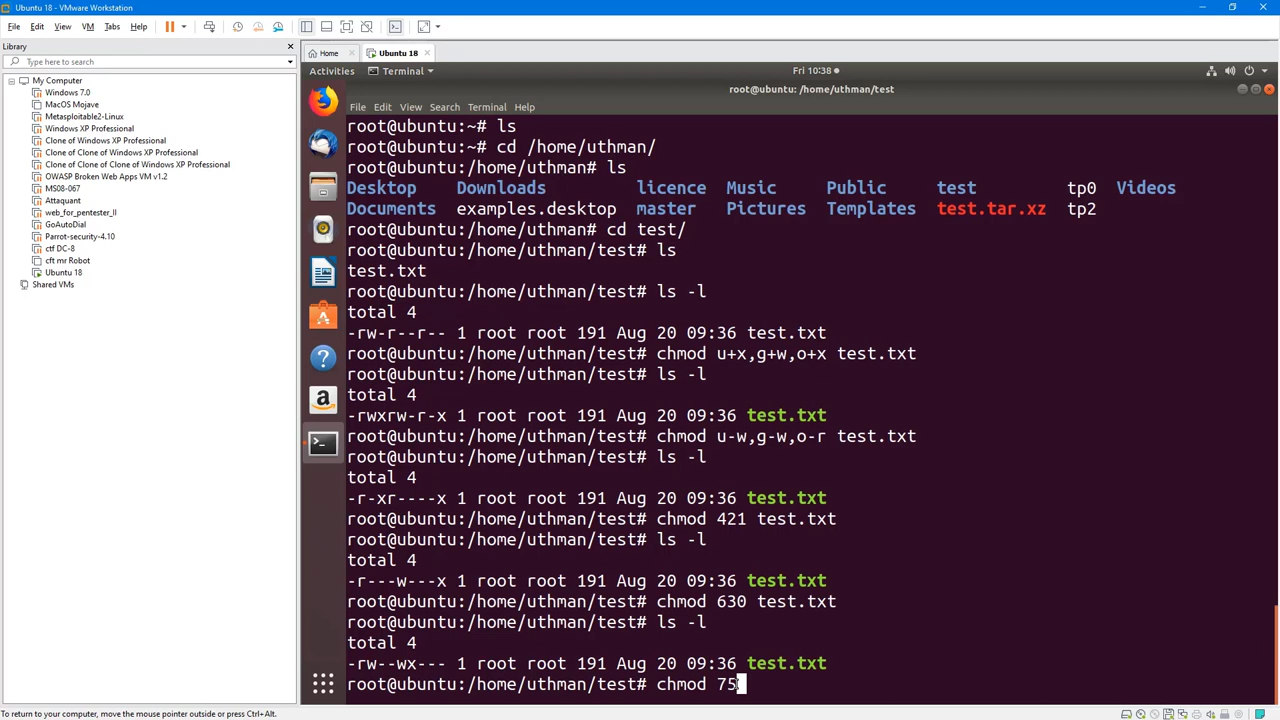 Ubuntu 18 - VMware Workstation
File Edit View VM Tabs Help
Library
Type here to search
My Computer
Windows 7.0
MacOS Mojave
Metasploitable2-Linux
Windows XP Professional
Clone of Windows XP Professional
Clone of Clone of Windows XP Professional
Clone of Clone of Clone of Windows XP Professional
OWASP Broken Web Apps VM v1.2
MS08-067
Attaquant
web_for_pentester_II
GoAutoDial
Parrot-security-4.10
ctf DC-8
cft mr Robot
Ubuntu 18
Shared VMs
Home Ubuntu 18
Activities Terminal Fri 10:38
root@ubuntu: /home/uthman/test
File Edit View Search Terminal Help
root@ubuntu:~# ls
root@ubuntu:~# cd /home/uthman/
root@ubuntu:/home/uthman# ls
Desktop Downloads licence Music Public test tp0 Videos
Documents examples.desktop master Pictures Templates test.tar.xz tp2
root@ubuntu:/home/uthman# cd test/
root@ubuntu:/home/uthman/test# ls
test.txt
root@ubuntu:/home/uthman/test# ls -l
total 4
-rw-r--r-- 1 root root 191 Aug 20 09:36 test.txt
root@ubuntu:/home/uthman/test# chmod u+x,g+w,o+x test.txt
root@ubuntu:/home/uthman/test# ls -l
total 4
-rwxrw-r-x 1 root root 191 Aug 20 09:36 test.txt
root@ubuntu:/home/uthman/test# chmod u-w,g-w,o-r test.txt
root@ubuntu:/home/uthman/test# ls -l
total 4
-r-xr----x 1 root root 191 Aug 20 09:36 test.txt
root@ubuntu:/home/uthman/test# chmod 421 test.txt
root@ubuntu:/home/uthman/test# ls -l
total 4
-r---w---x 1 root root 191 Aug 20 09:36 test.txt
root@ubuntu:/home/uthman/test# chmod 630 test.txt
root@ubuntu:/home/uthman/test# ls -l
total 4
-rw--wx--- 1 root root 191 Aug 20 09:36 test.txt
root@ubuntu:/home/uthman/test# chmod 75
To return to your computer, move the mouse pointer outside or press Ctrl+Alt.